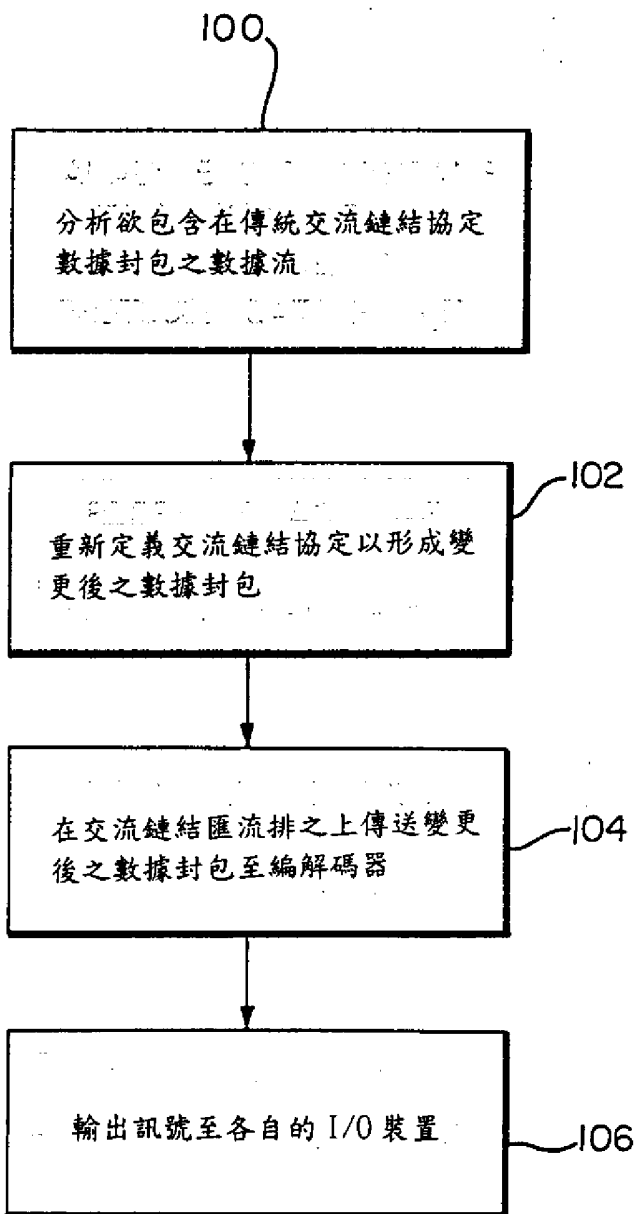 100
分析欲包含在傳統交流鏈結協定
數據封包之數據流
102
重新定義交流鏈結協定以形成變
更後之數據封包
104
在交流鏈結匯流排之上傳送變更
後之數據封包至編解碼器
輸出訊號至各自的 I/O 裝置
106